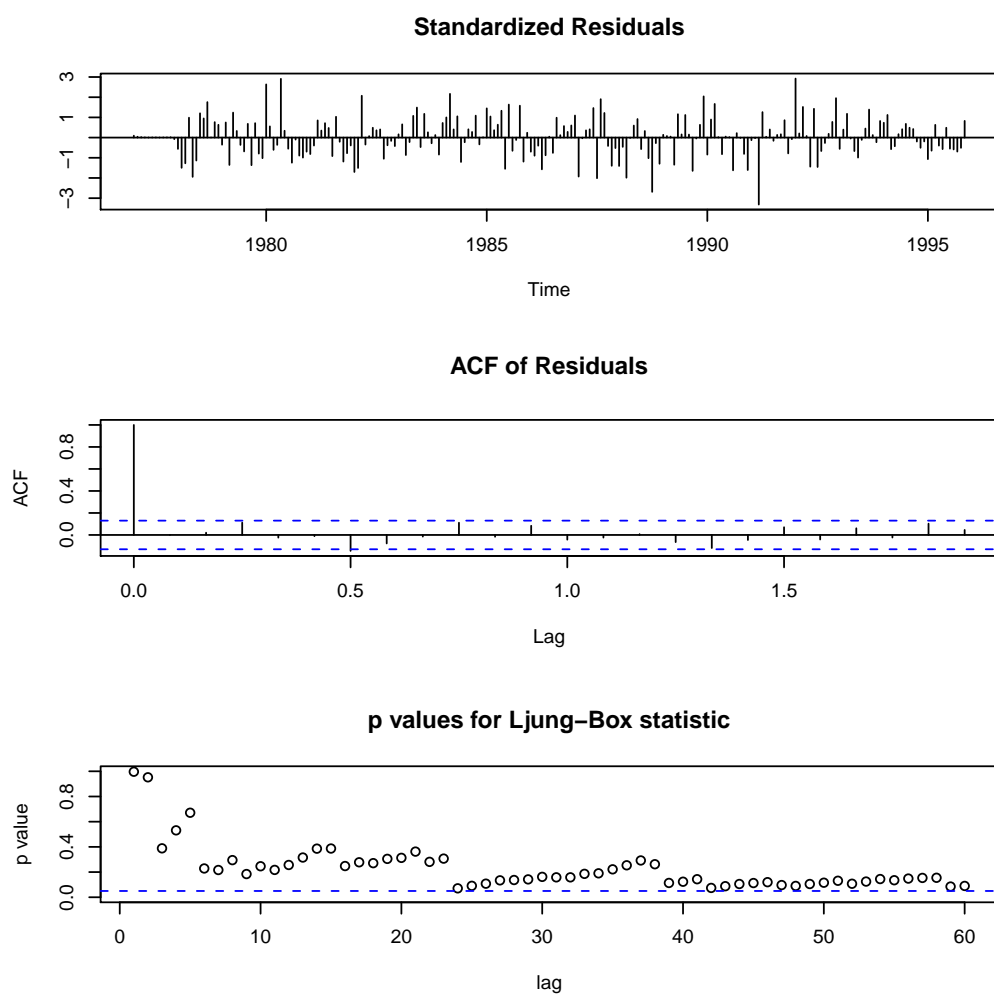 Standardized Residuals
3
1
−1
−3
1980 1985 1990 1995
Time
ACF of Residuals
ACF
0.8
0.4
0.0
0.0 0.5 1.0 1.5
Lag
p values for Ljung−Box statistic
p value
0.8
0.4
0.0
0 10 20 30 40 50 60
lag